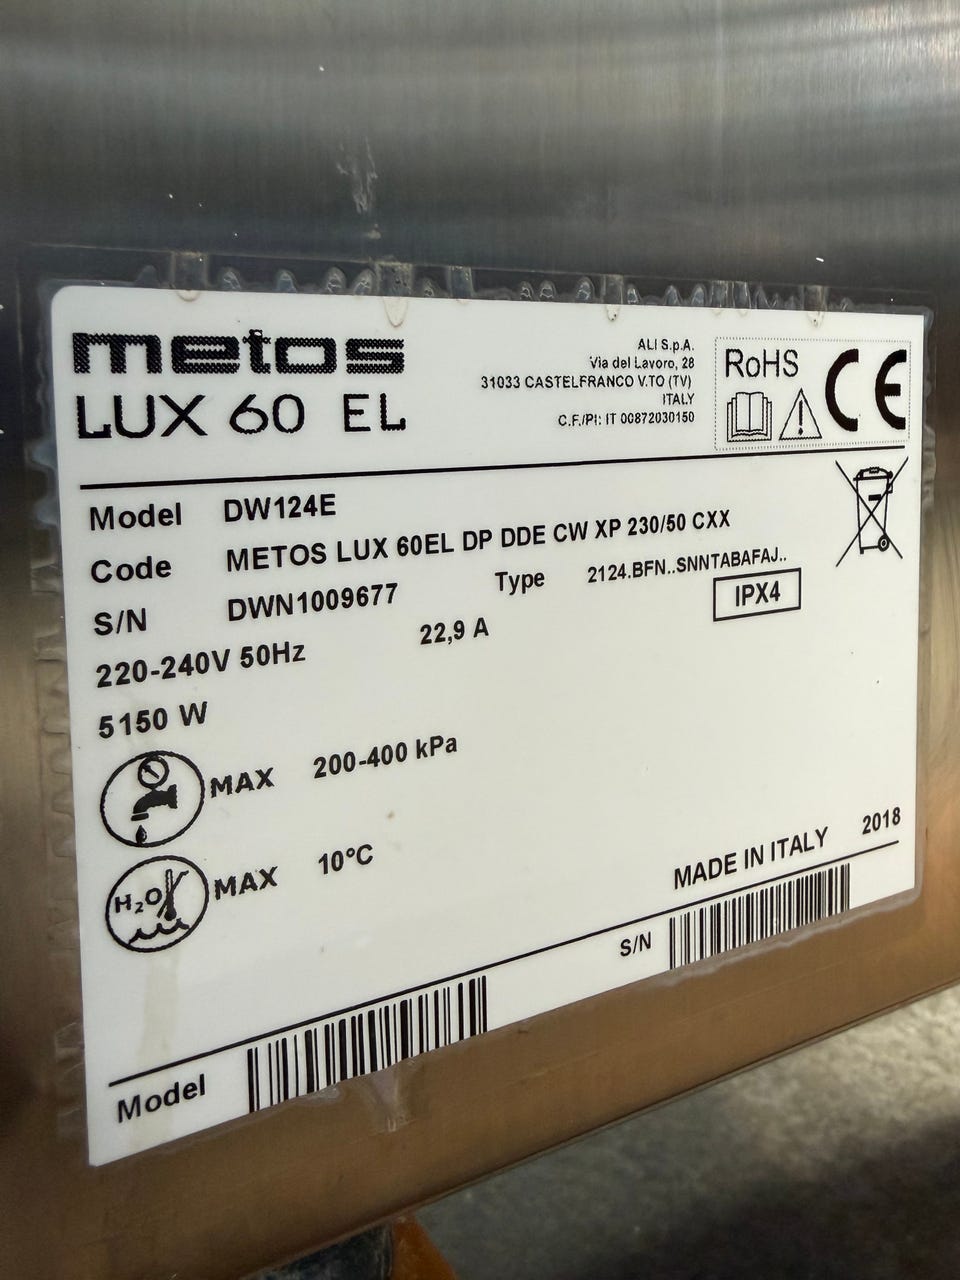 metos
LUX 60 EL
ALI S.p.A.
Via del Lavoro, 28
31033 CASTELFRANCO V.TO (TV)
ITALY
C.F./PI: IT 00872030150
RoHS
CE
Model DW124E
Code METOS LUX 60EL DP DDE CW XP 230/50 CXX
S/N DWN1009677 Type 2124.BFN..SNNTABAFAJ..
220-240V 50Hz 22,9 A IPX4
5150 W
MAX 200-400 kPa
H2O MAX 10°C
MADE IN ITALY 2018
S/N
Model